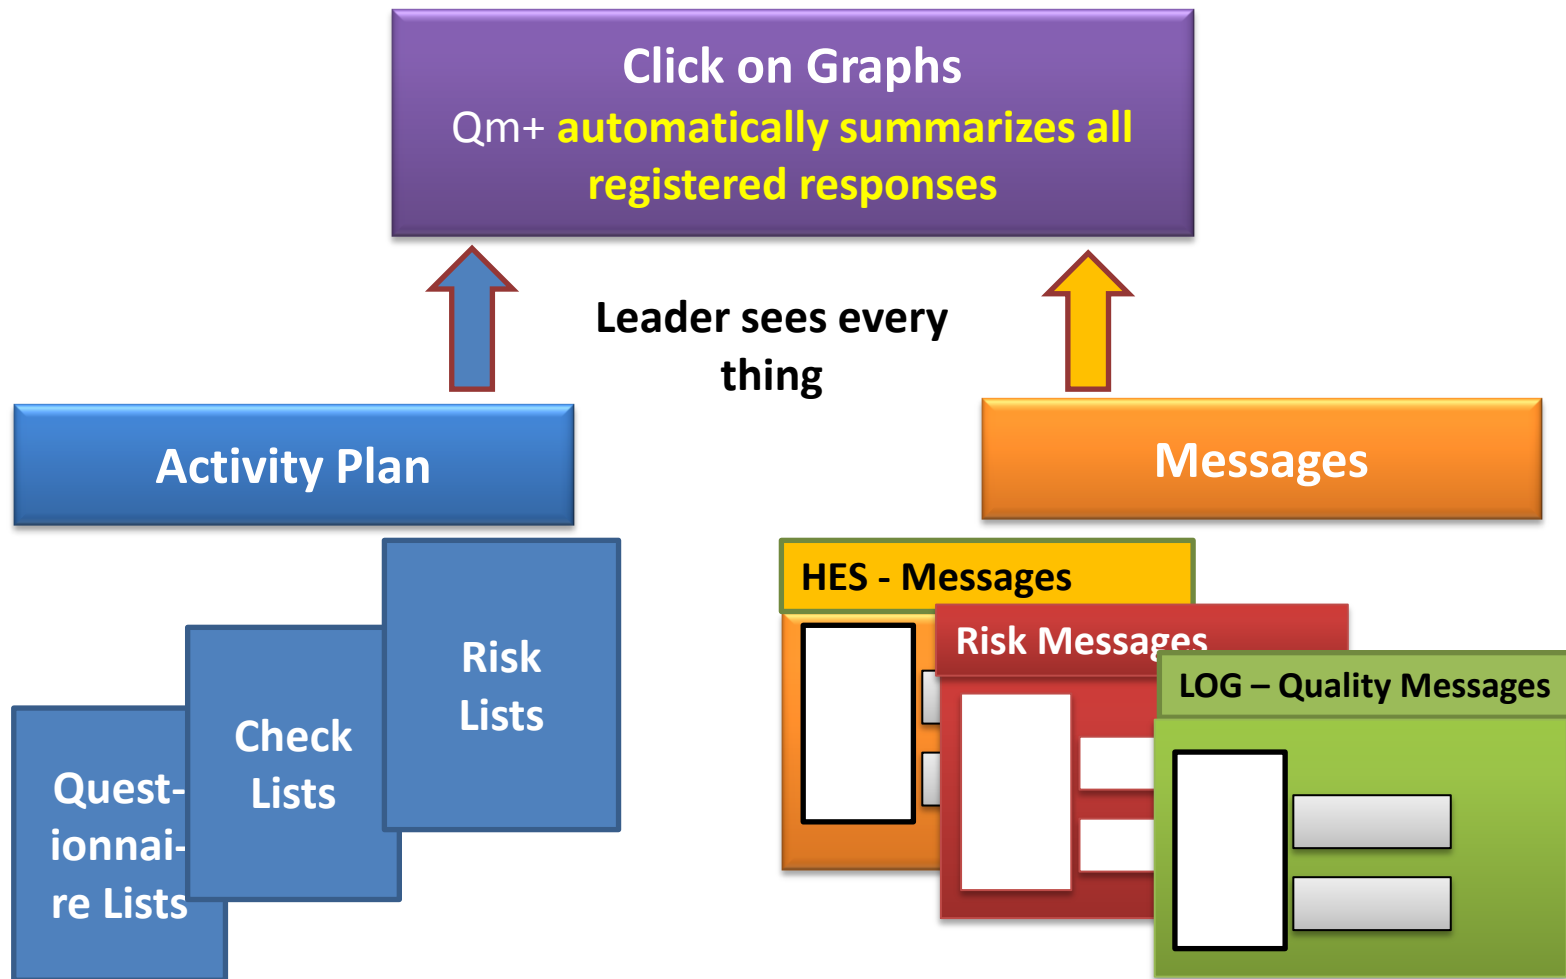 Click on Graphs
Qm+ automatically summarizes all
registered responses
Leader sees every
thing
Activity Plan
Messages
Risk
Lists
Check
Lists
Quest-
ionnai-
re Lists
HES - Messages
Risk Messages
LOG – Quality Messages